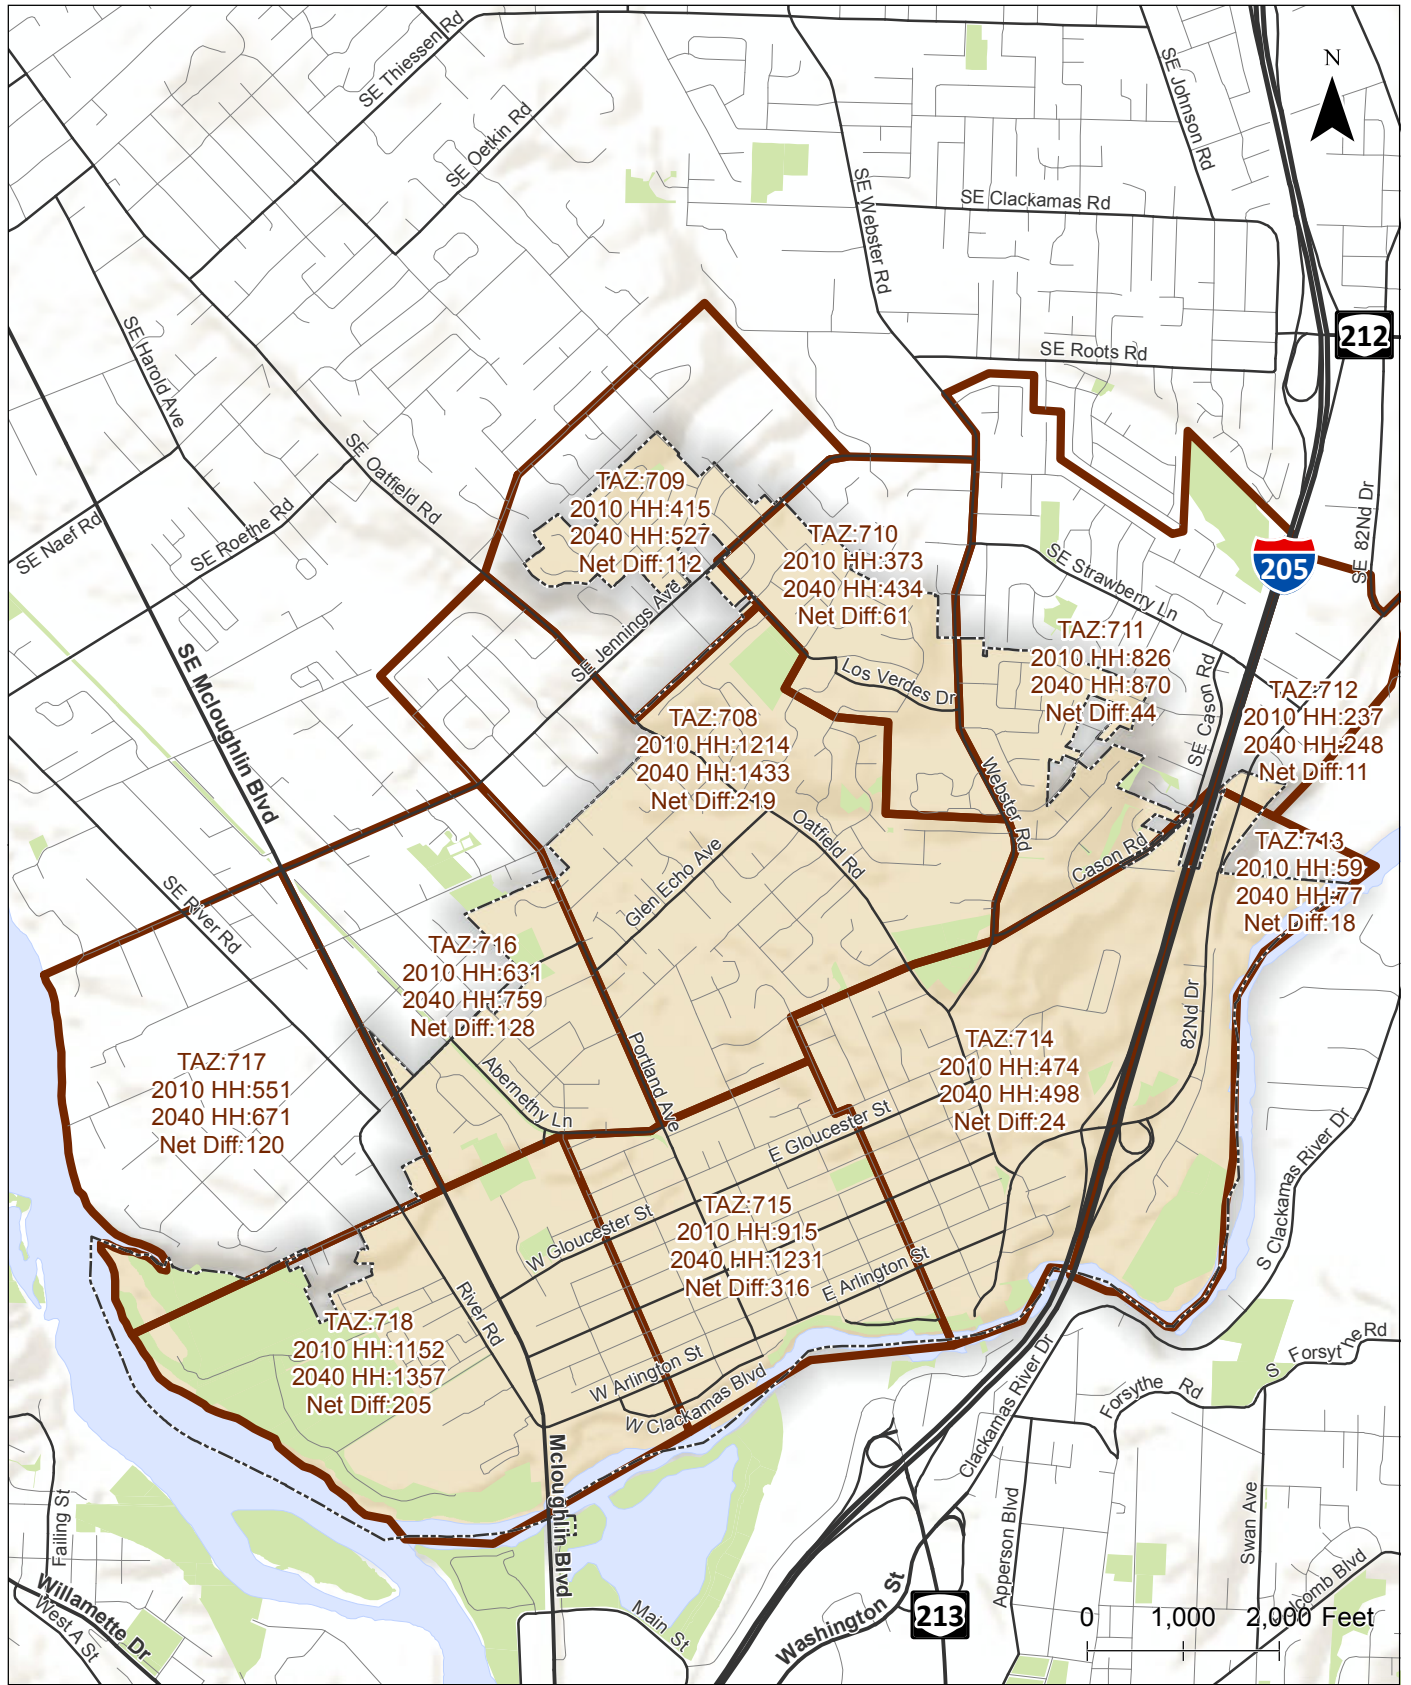 SE Thiessen Rd
SE Oetkin Rd
SE Johnson Rd
N
SE Webster Rd
SE Clackamas Rd
212
SE Roots Rd
SE Harold Ave
SE Oatfield Rd
SE Naef Rd
SE Roethe Rd
TAZ:709
2010 HH:415
2040 HH:527
Net Diff:112
TAZ:710
2010 HH:373
2040 HH:434
Net Diff:61
SE 82Nd Dr
205
SE Strawberry Ln
SE Jennings Ave
TAZ:711
2010 HH:826
2040 HH:870
Net Diff:44
SE Mcloughlin Blvd
Los Verdes Dr
SE Cason Rd
TAZ:712
2010 HH:237
2040 HH:248
Net Diff:11
TAZ:708
2010 HH:1214
2040 HH:1433
Net Diff:219
Webster Rd
Oatfield Rd
Glen Echo Ave
Cason Rd
TAZ:713
2010 HH:59
2040 HH:77
Net Diff:18
SE River Rd
TAZ:716
2010 HH:631
2040 HH:759
Net Diff:128
82Nd Dr
TAZ:717
2010 HH:551
2040 HH:671
Net Diff:120
Abernethy Ln
Portland Ave
TAZ:714
2010 HH:474
2040 HH:498
Net Diff:24
E Gloucester St
S Clackamas River Dr
W Gloucester St
TAZ:715
2010 HH:915
2040 HH:1231
Net Diff:316
E Arlington St
River Rd
TAZ:718
2010 HH:1152
2040 HH:1357
Net Diff:205
W Arlington St
W Clackamas Blvd
Clackamas River Dr
S Forsythe Rd
Forsythe Rd
Mcloughlin Blvd
Failing St
Apperson Blvd
Swan Ave
Willamette Dr
West A St
Main St
Washington St
213
Blvd
0 1,000 2,000 Feet